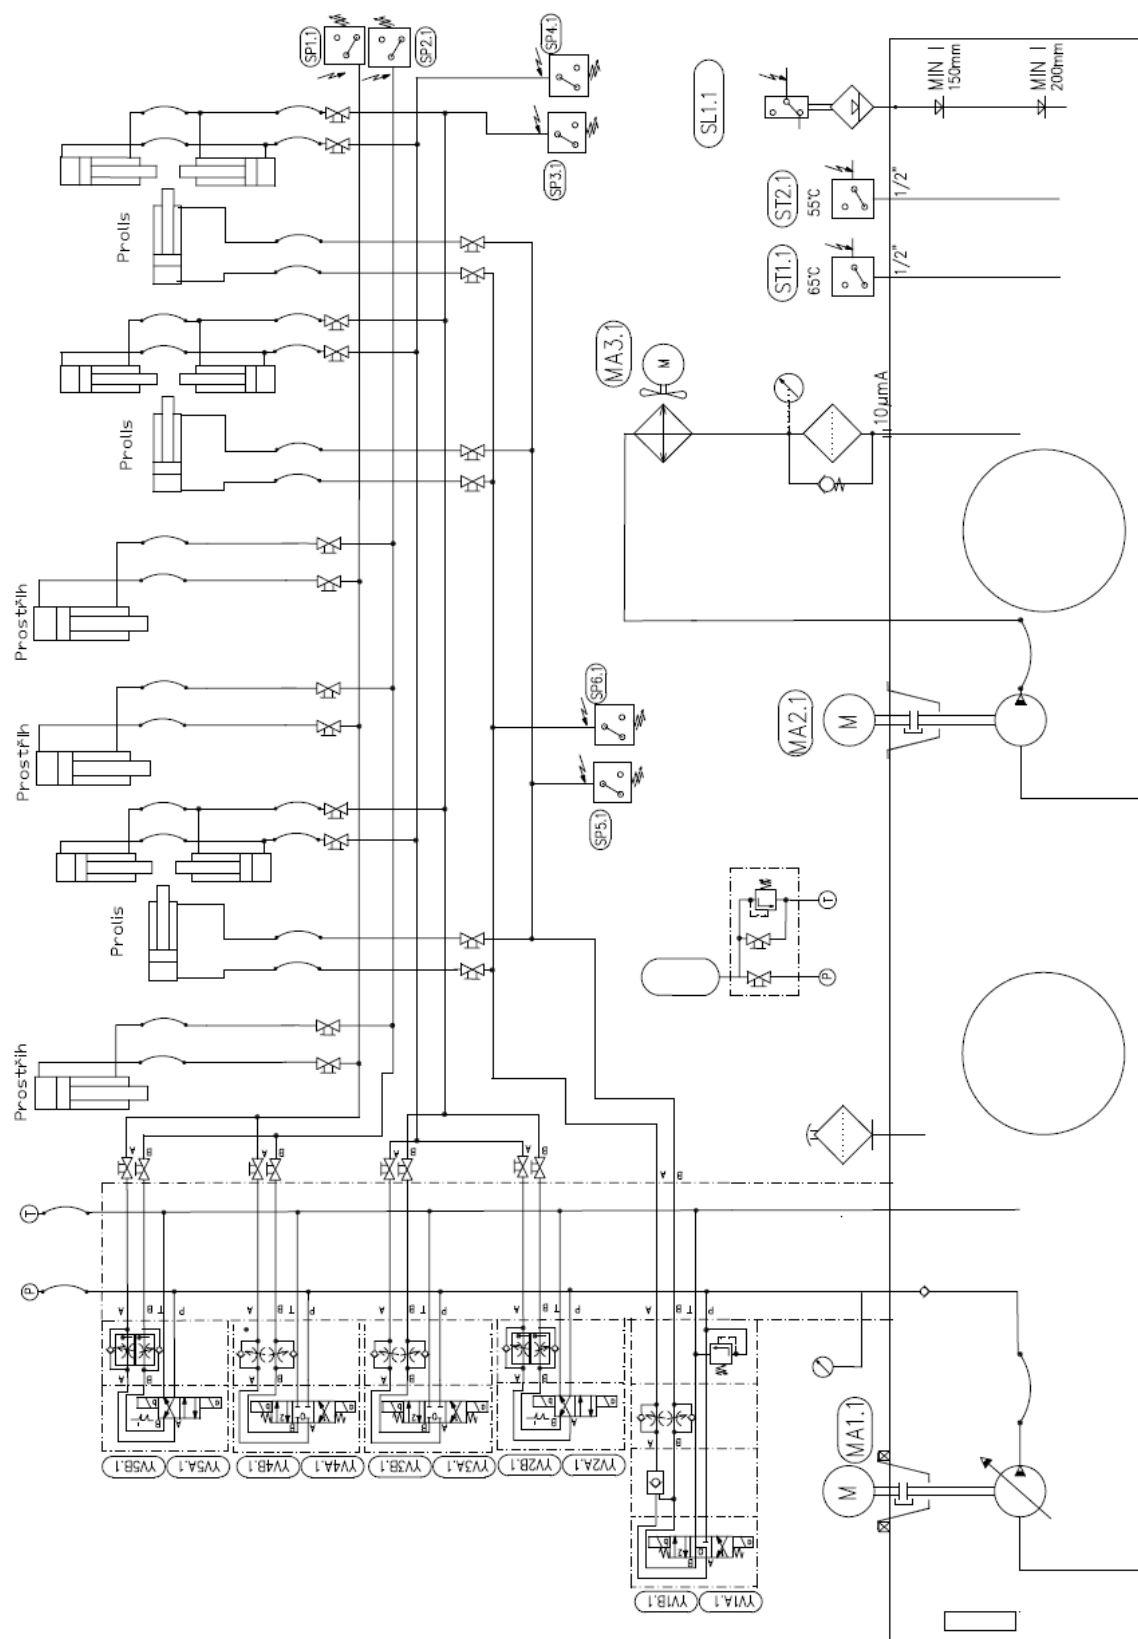 SP1.1
SP2.1
SP4.1
SP3.1
SL1.1
MIN I
150mm
MIN I
200mm
ST2.1
55°C
1/2"
ST1.1
65°C
1/2"
Prolis
MA3.1
M
10µmA
Prolis
Prostřih
Prostřih
SP6.1
SP5.1
MA2.1
M
Prolis
T
P
Prostřih
A
B
A
B
A
B
A
B
A
B
T
P
A
B
T
P
A
B
T
P
A
B
T
P
A
B
T
P
A
B
T
P
A
B
A
B
A
B
A
B
A
B
YV5B.1
YV5A.1
YV4B.1
YV4A.1
YV3B.1
YV3A.1
YV2B.1
YV2A.1
YV1B.1
YV1A.1
MA1.1
M